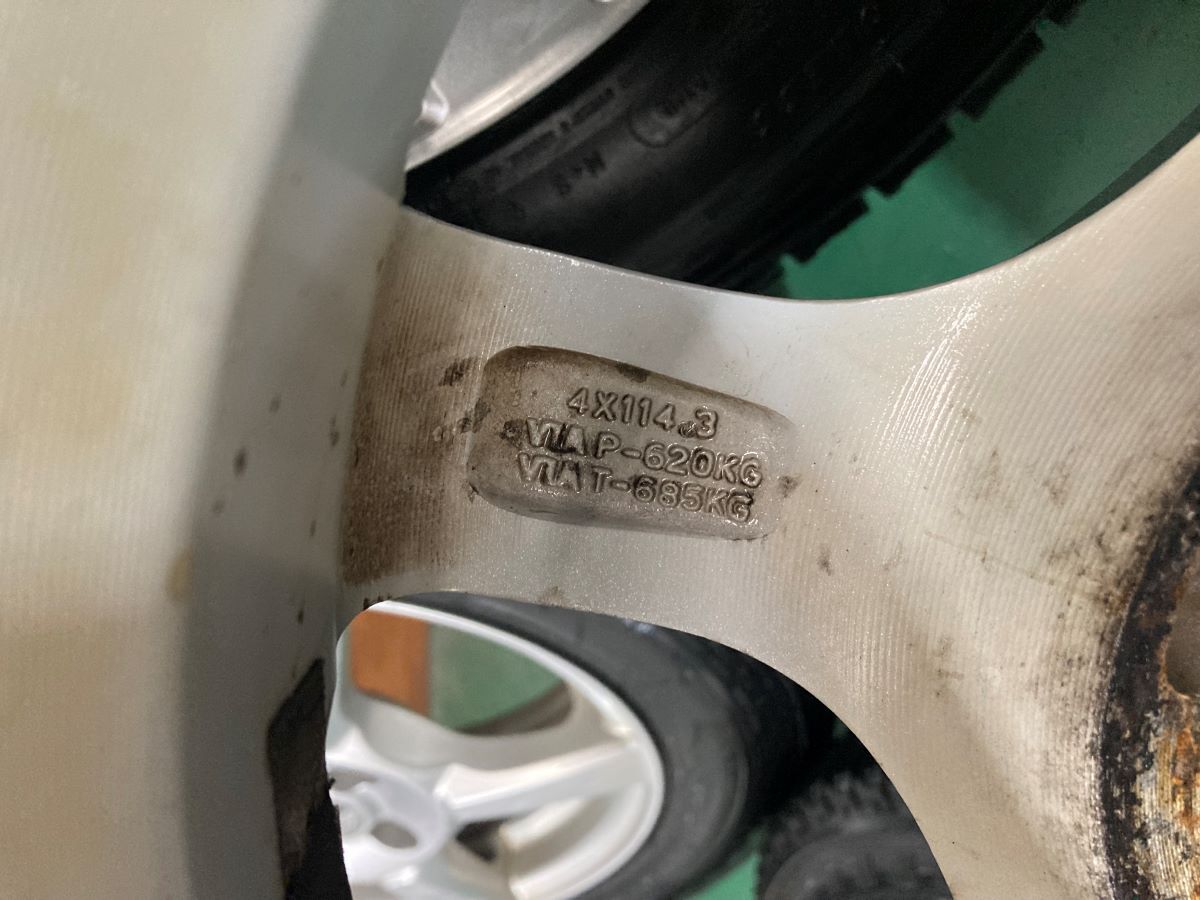 4X114.3
VIA P-620KG
VIA T-685KG
M+S